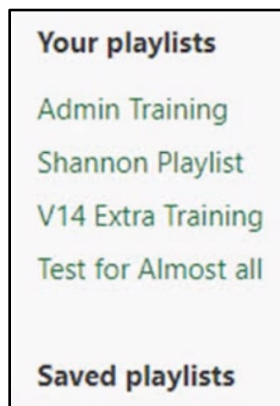 Your playlists
Admin Training
Shannon Playlist
V14 Extra Training
Test for Almost all
Saved playlists